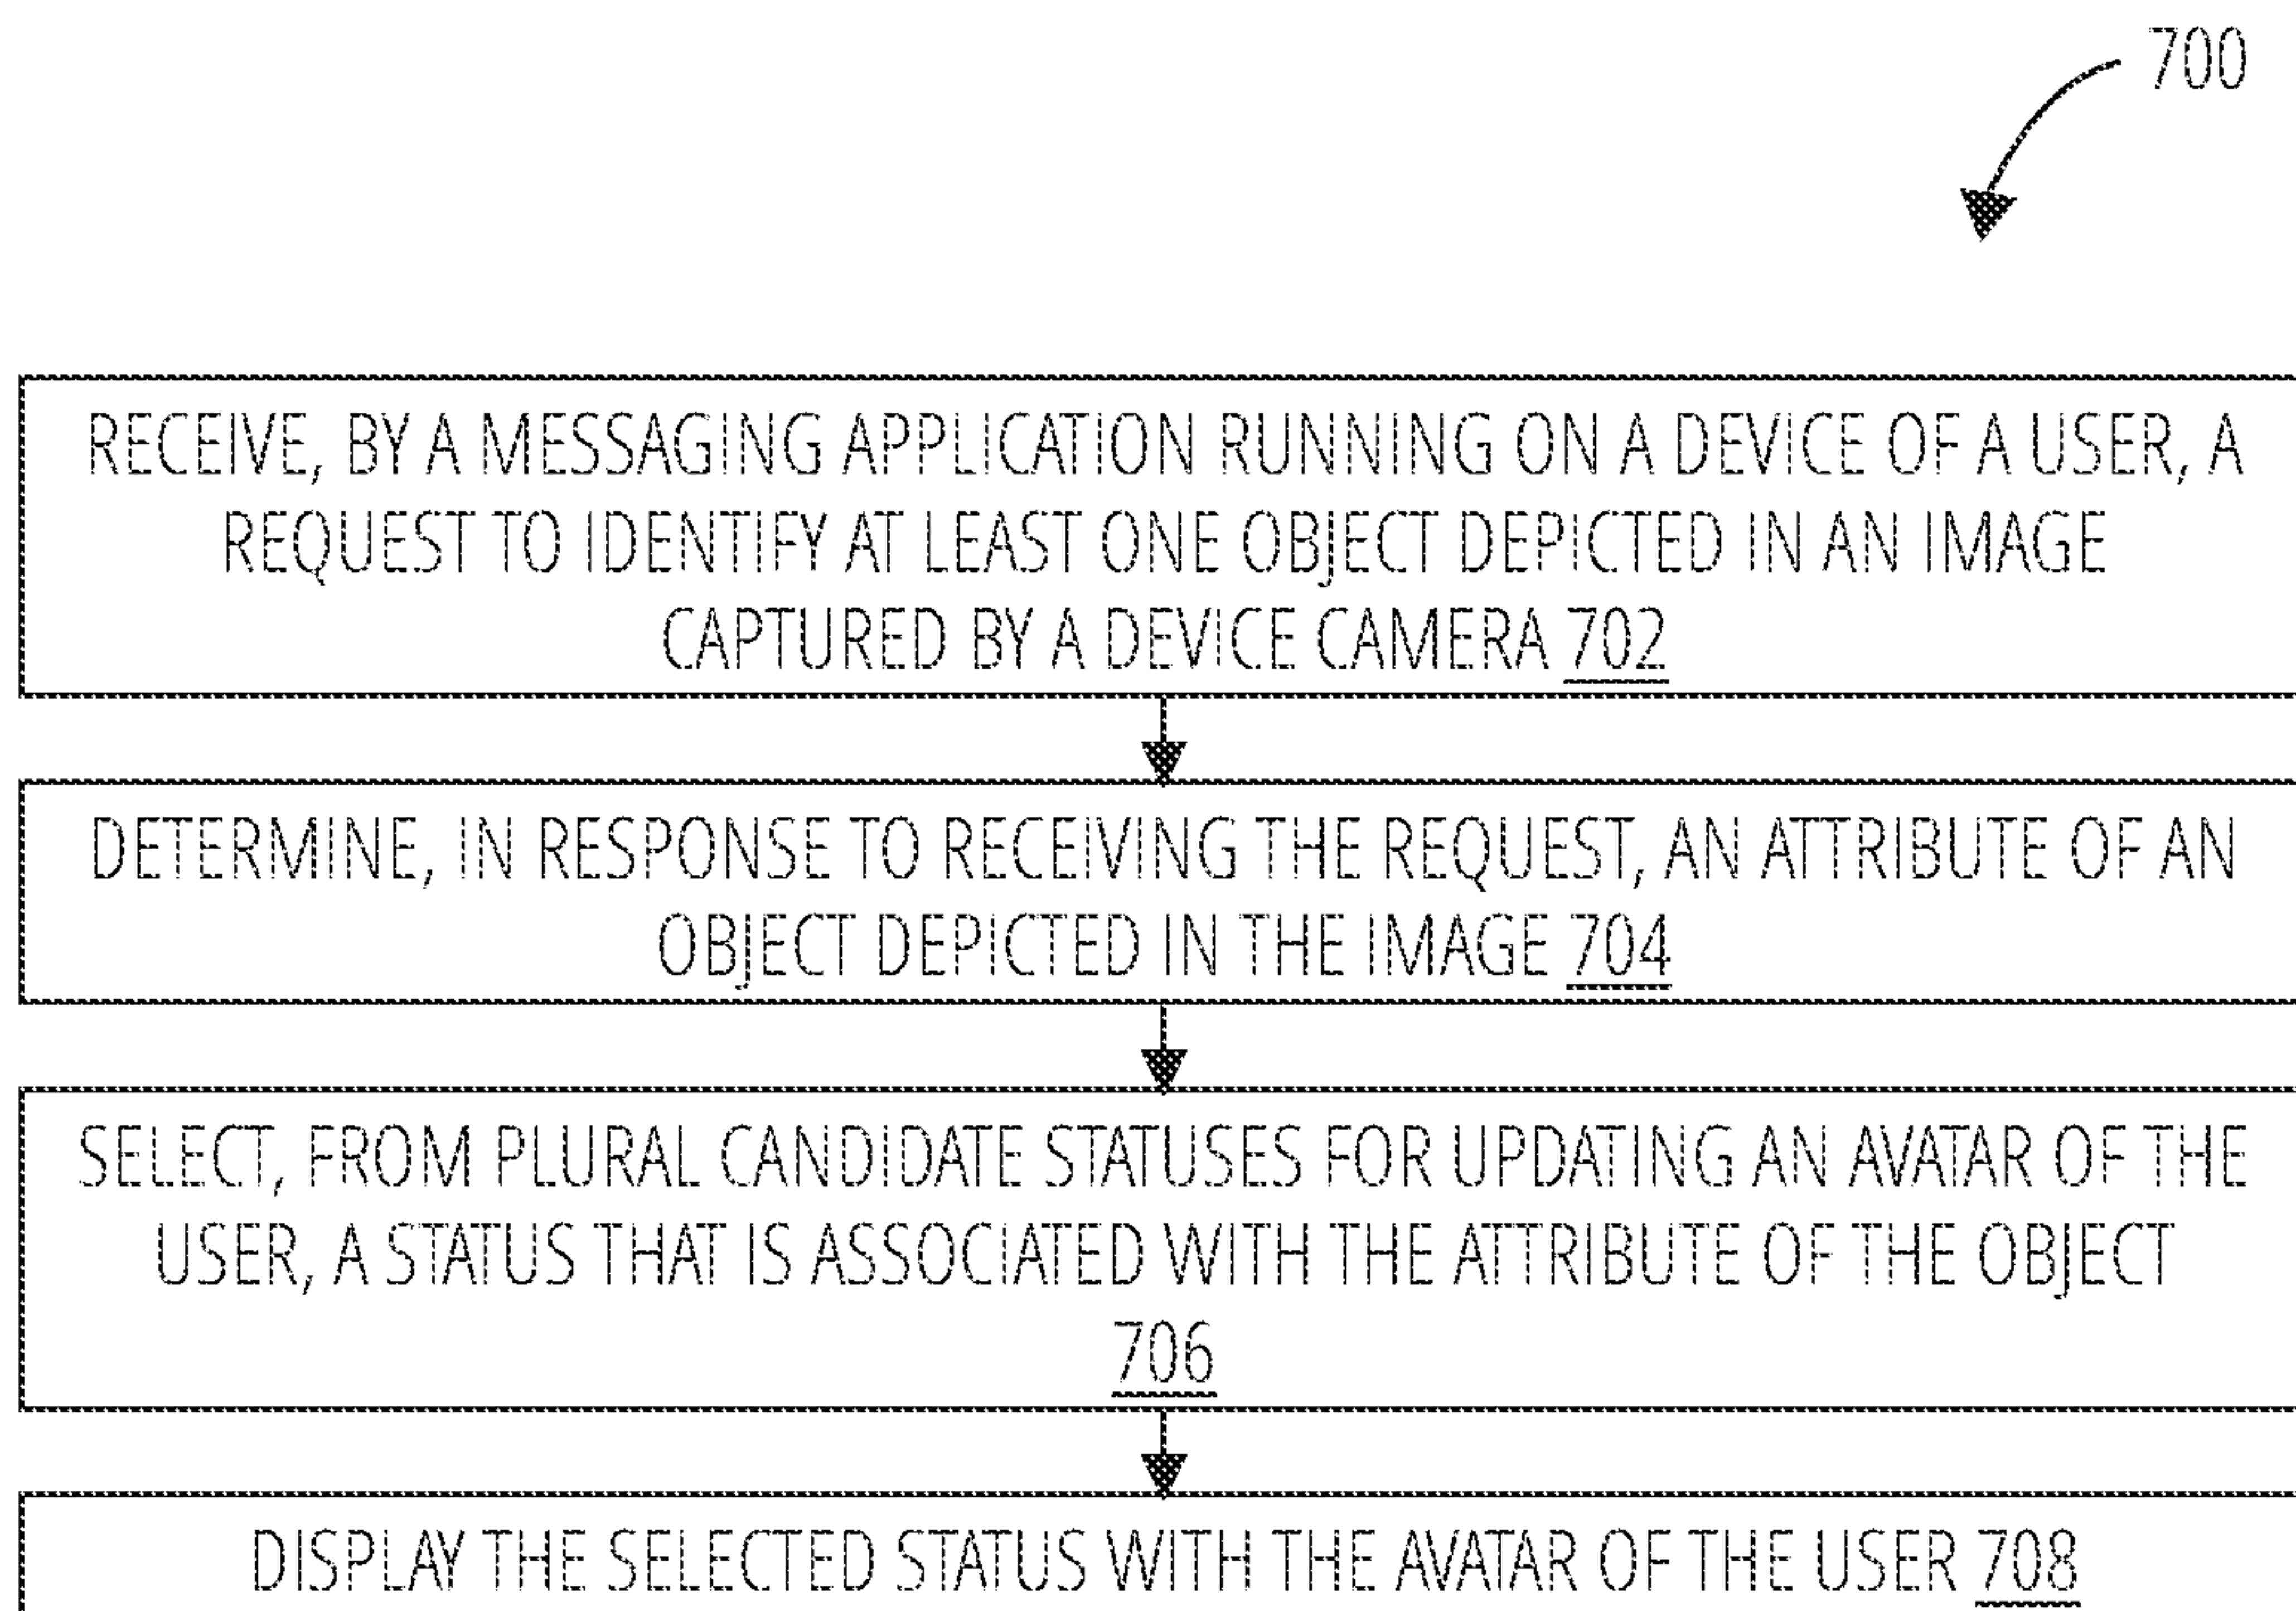 700
RECEIVE, BY A MESSAGING APPLICATION RUNNING ON A DEVICE OF A USER, A
REQUEST TO IDENTIFY AT LEAST ONE OBJECT DEPICTED IN AN IMAGE
CAPTURED BY A DEVICE CAMERA 702
DETERMINE, IN RESPONSE TO RECEIVING THE REQUEST, AN ATTRIBUTE OF AN
OBJECT DEPICTED IN THE IMAGE 704
SELECT, FROM PLURAL CANDIDATE STATUSES FOR UPDATING AN AVATAR OF THE
USER, A STATUS THAT IS ASSOCIATED WITH THE ATTRIBUTE OF THE OBJECT
706
DISPLAY THE SELECTED STATUS WITH THE AVATAR OF THE USER 708